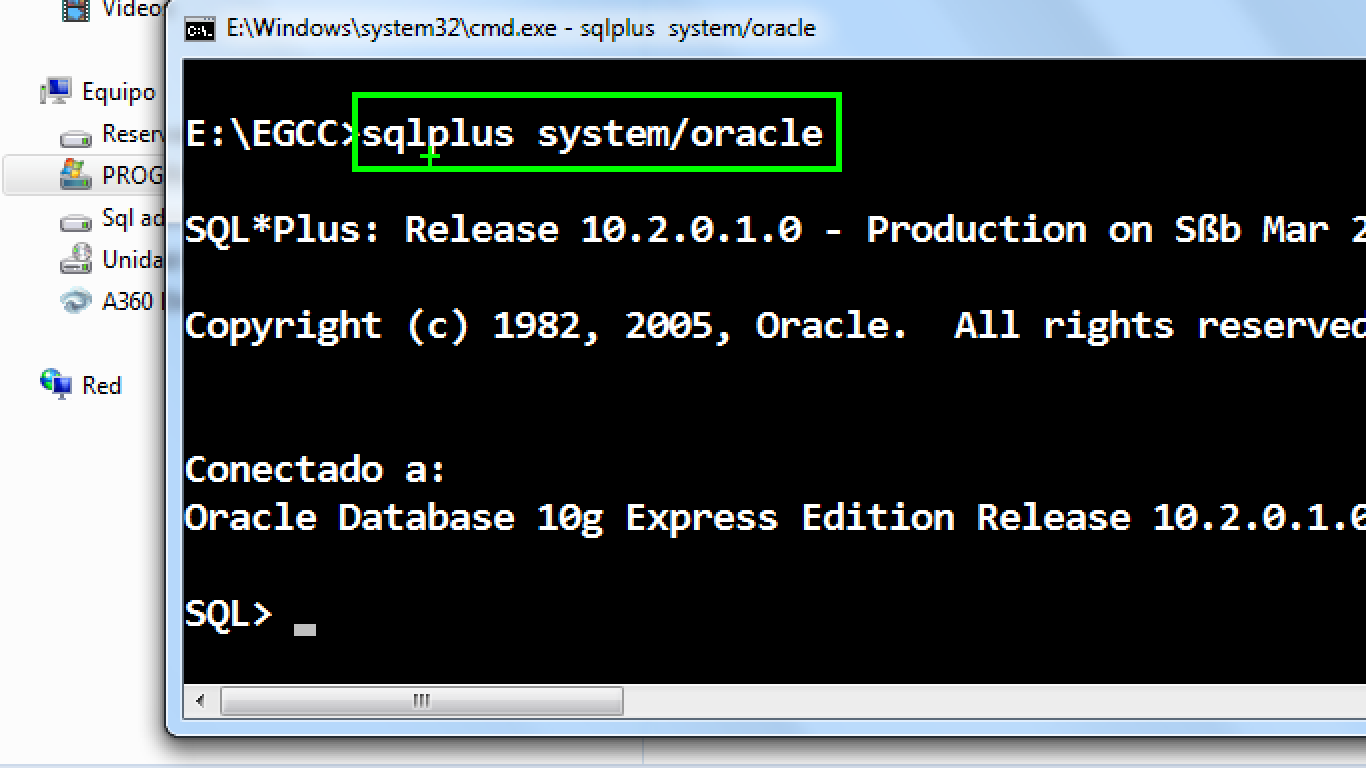 Video
E:\Windows\system32\cmd.exe - sqlplus  system/oracle
Equipo
Reserv
PROG
Sql ad
Unida
A360
Red
E:\EGCC>sqlplus system/oracle
SQL*Plus: Release 10.2.0.1.0 - Production on Sßb Mar 2
Copyright (c) 1982, 2005, Oracle.  All rights reserved
Conectado a:
Oracle Database 10g Express Edition Release 10.2.0.1.0
SQL>